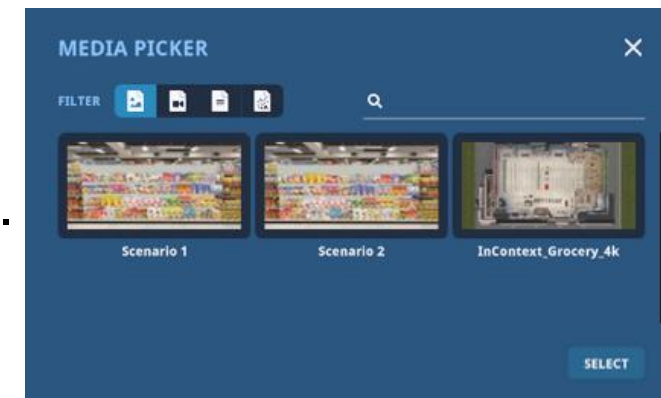 MEDIA PICKER
FILTER
Scenario 1
Scenario 2
InContext_Grocery_4k
SELECT